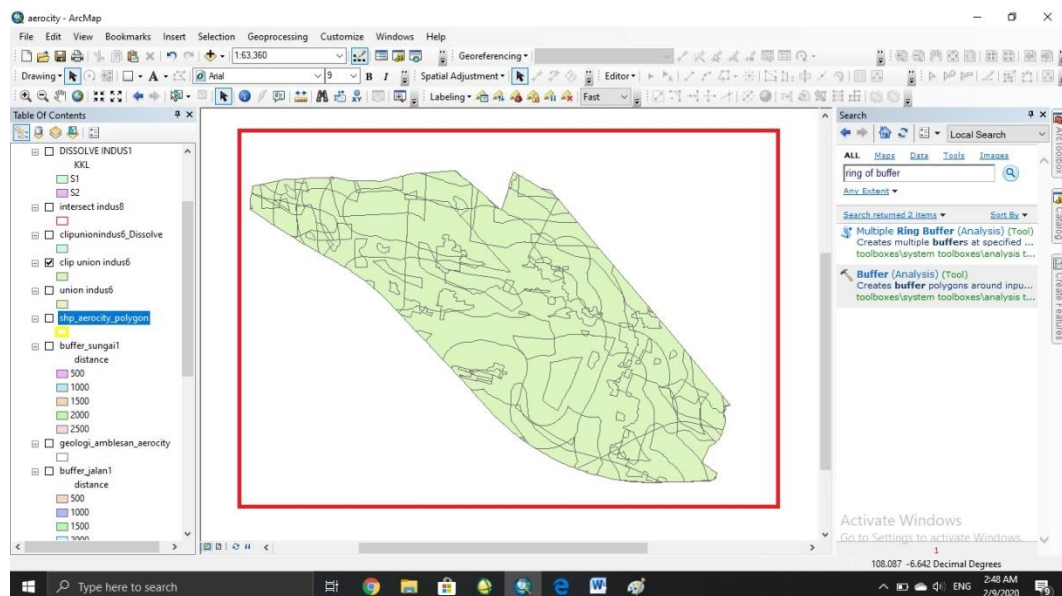 aerocity - ArcMap
File Edit View Bookmarks Insert Selection Geoprocessing Customize Windows Help
1:63,360 Georeferencing
Drawing A Arial 9 B I Spatial Adjustment Editor
Labeling Fast
Table Of Contents
DISSOLVE INDUS1
KKL
S1
S2
intersect indus8
clipunionindus6_Dissolve
clip union indus6
union indus6
shp_aerocity_polygon
buffer_sungai1
distance
500
1000
1500
2000
2500
geologi_amblesan_aerocity
buffer_jalan1
distance
500
1000
1500
2000
Search
Local Search
ALL Maps Data Tools Images
ring of buffer
Any Extent
Search returned 2 items Sort By
Multiple Ring Buffer (Analysis) (Tool)
Creates multiple buffers at specified ...
toolboxes\system toolboxes\analysis t...
Buffer (Analysis) (Tool)
Creates buffer polygons around inpu...
toolboxes\system toolboxes\analysis t...
ArcToolbox
Catalog
Create Features
Activate Windows
Go to Settings to activate Windows.
1
108.087 -6.642 Decimal Degrees
Type here to search
ENG
2:48 AM
2/9/2020